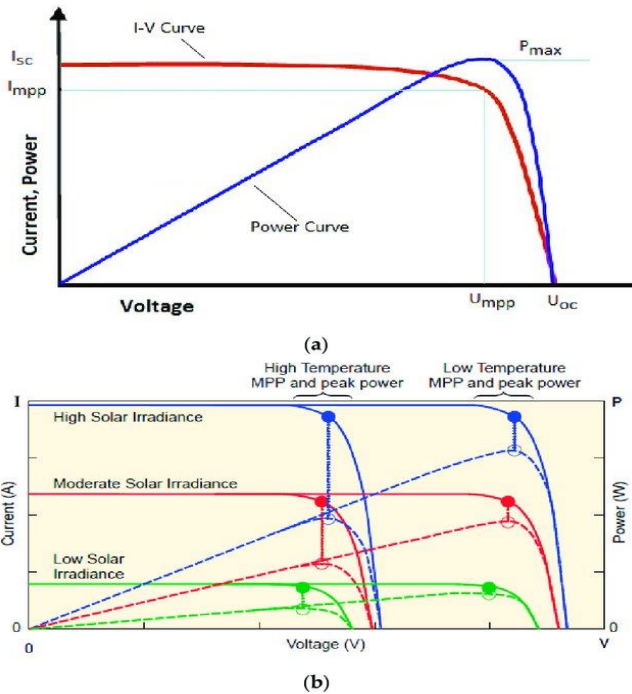 I-V Curve
Isc
Pmax
Impp
Current, Power
Power Curve
Voltage
Umpp
Uoc
(a)
High Temperature
MPP and peak power
Low Temperature
MPP and peak power
I
P
High Solar Irradiance
Moderate Solar Irradiance
Low Solar
Irradiance
Current (A)
Power (W)
0
0
0
Voltage (V)
V
(b)